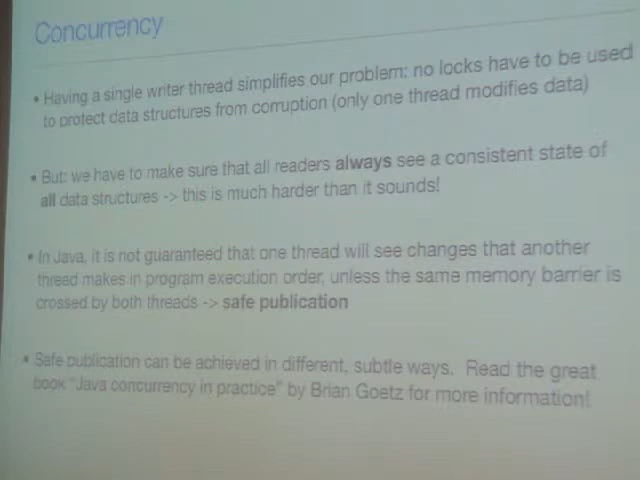 Concurrency
• Having a single writer thread simplifies our problem: no locks have to be used
to protect data structures from corruption (only one thread modifies data)
• But: we have to make sure that all readers always see a consistent state of
all data structures -> this is much harder than it sounds!
• In Java, it is not guaranteed that one thread will see changes that another
thread makes in program execution order, unless the same memory barrier is
crossed by both threads -> safe publication
• Safe publication can be achieved in different, subtle ways. Read the great
book "Java concurrency in practice" by Brian Goetz for more information!